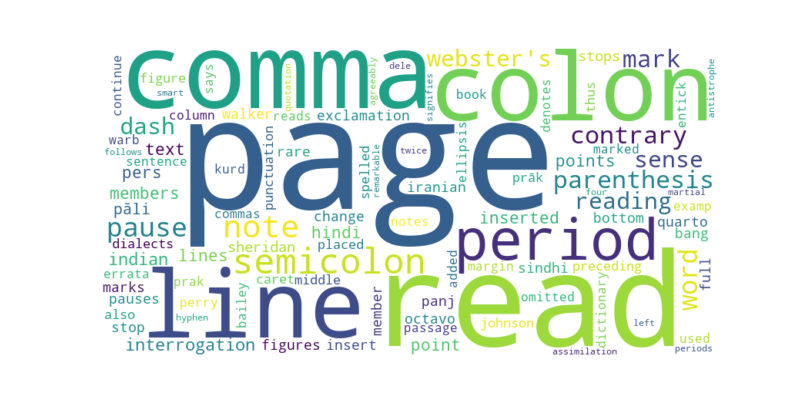 comma
colon
page
read
line
period
semicolon
webster's
stops
mark
continue
figure
says
smart
quotation
agreeably
dele
signifies
book
denotes
thus
entick
antistrophe
column
walker
reads
exclamation
dash
warb
text
follows
sentence
pers
members
pāli
pause
dialects
indian
lines
errata
marks
pauses
also
stop
interrogation
kurd
punctuation
rare
remarkable
spelled
twice
ellipsis
iranian
commas
note
change
hindi
placed
notes
sheridan
prak
perry
hyphen
bailey
caret
middle
figures
insert
member
panj
octavo
passage
point
added
margin
sindhi
preceding
johnson
omitted
assimilation
dictionary
left
used
periods
word
full
contrary
points
marked
sense
prāk
parenthesis
four
martial
reading
examp
inserted
bottom
quarto
bang